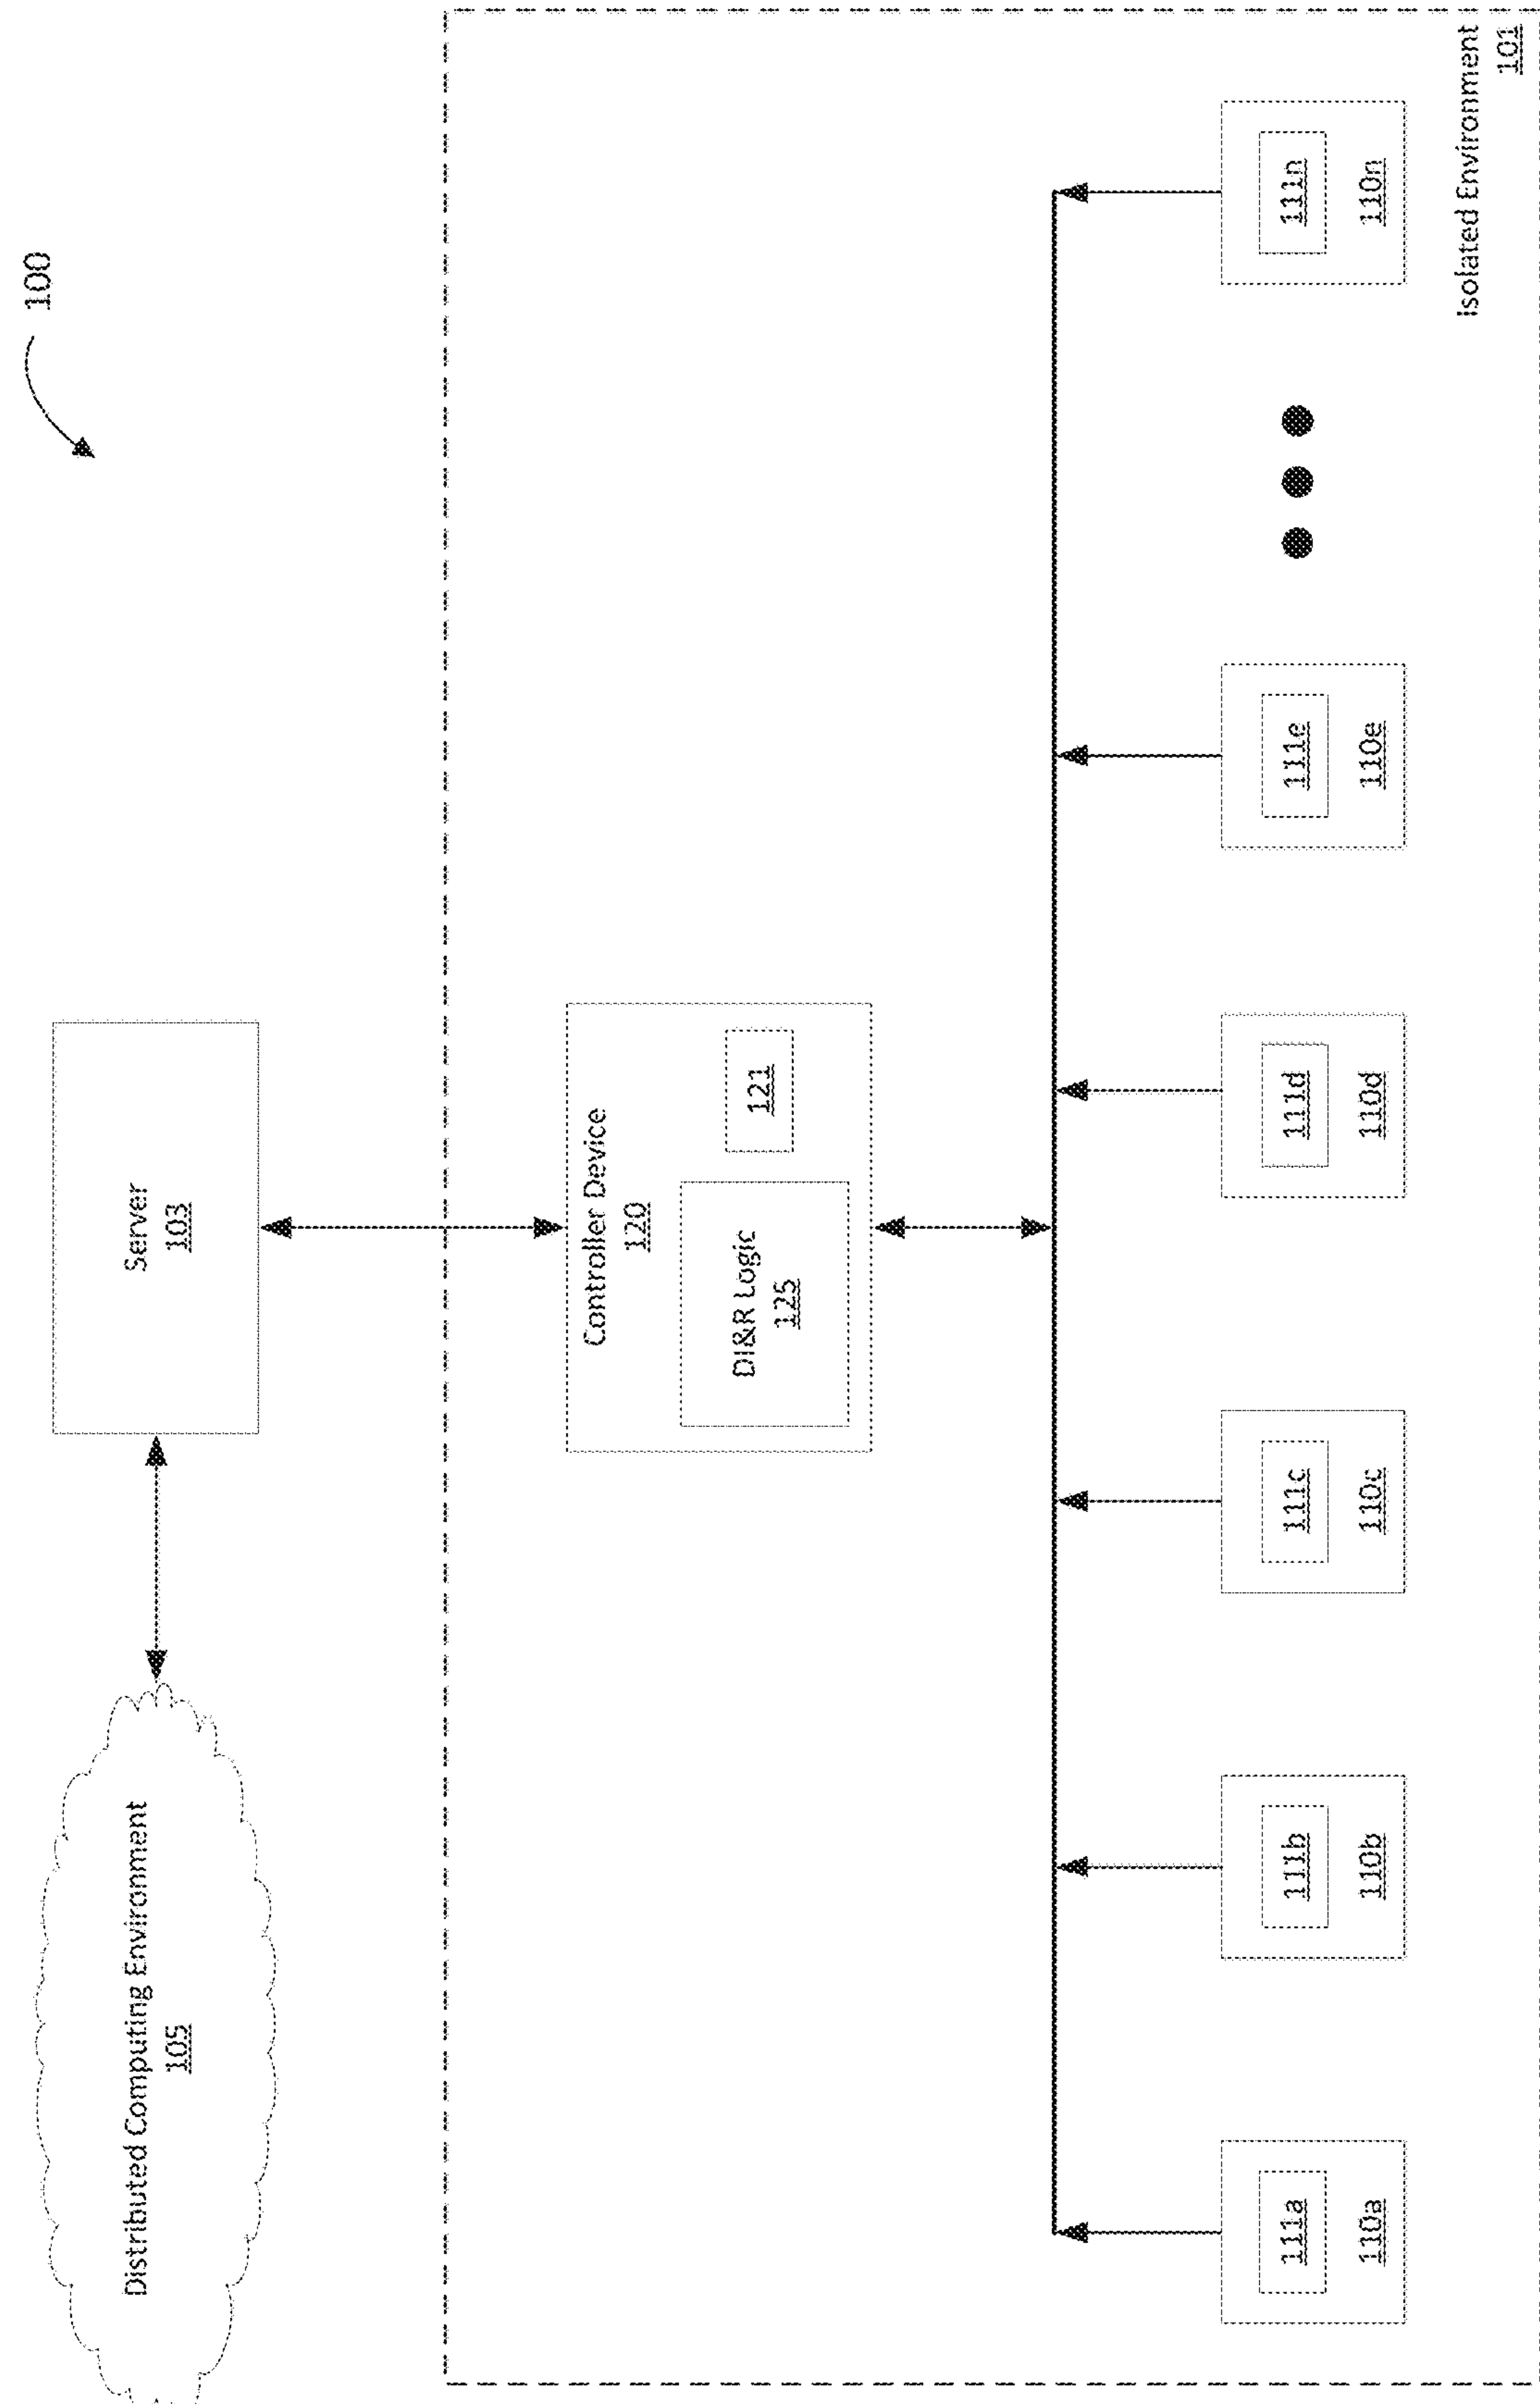 100
Distributed Computing Environment
105
Server
103
Controller Device
120
DI&R Logic
125
121
111a
110a
111b
110b
111c
110c
111d
110d
111e
110e
111n
110n
Isolated Environment
101